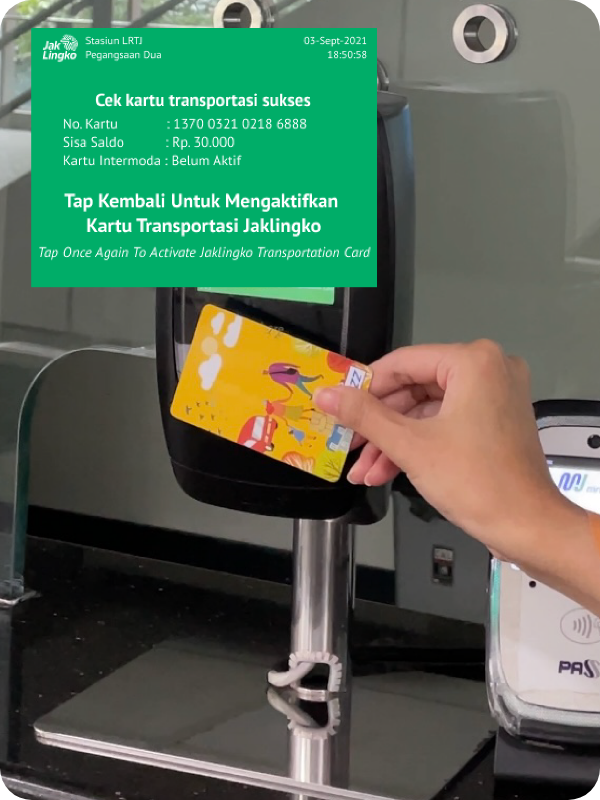 Jak Lingko
Stasiun LRTJ
Pegangsaan Dua
03-Sept-2021
18:50:58
Cek kartu transportasi sukses
No. Kartu : 1370 0321 0218 6888
Sisa Saldo : Rp. 30.000
Kartu Intermoda : Belum Aktif
Tap Kembali Untuk Mengaktifkan
Kartu Transportasi Jaklingko
Tap Once Again To Activate Jaklingko Transportation Card